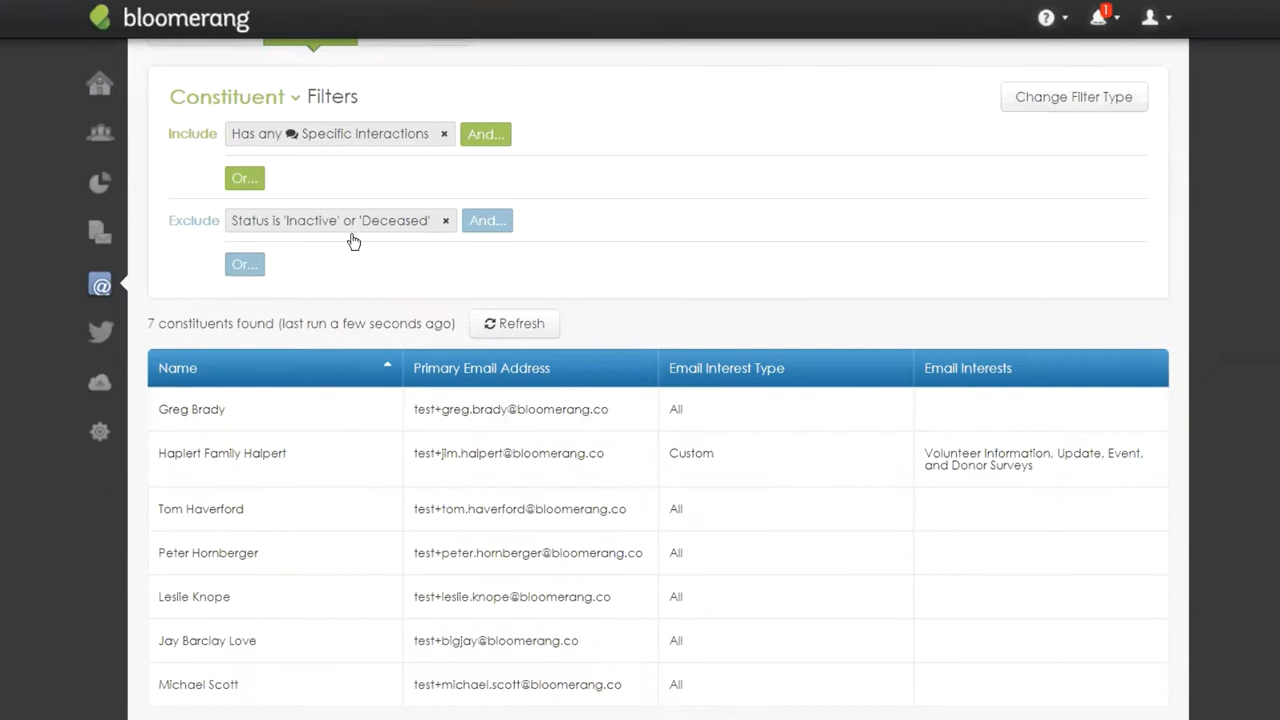 bloomerang
1
Constituent Filters
Change Filter Type
Include Has any Specific Interactions × And...
Or...
Exclude Status is 'Inactive' or 'Deceased' × And...
Or...
7 constituents found (last run a few seconds ago) Refresh
Name Primary Email Address Email Interest Type Email Interests
Greg Brady test+greg.brady@bloomerang.co All
Haplert Family Halpert test+jim.halpert@bloomerang.co Custom Volunteer Information, Update, Event,
and Donor Surveys
Tom Haverford test+tom.haverford@bloomerang.co All
Peter Hornberger test+peter.hornberger@bloomerang.co All
Leslie Knope test+leslie.knope@bloomerang.co All
Jay Barclay Love test+bigjay@bloomerang.co All
Michael Scott test+michael.scott@bloomerang.co All